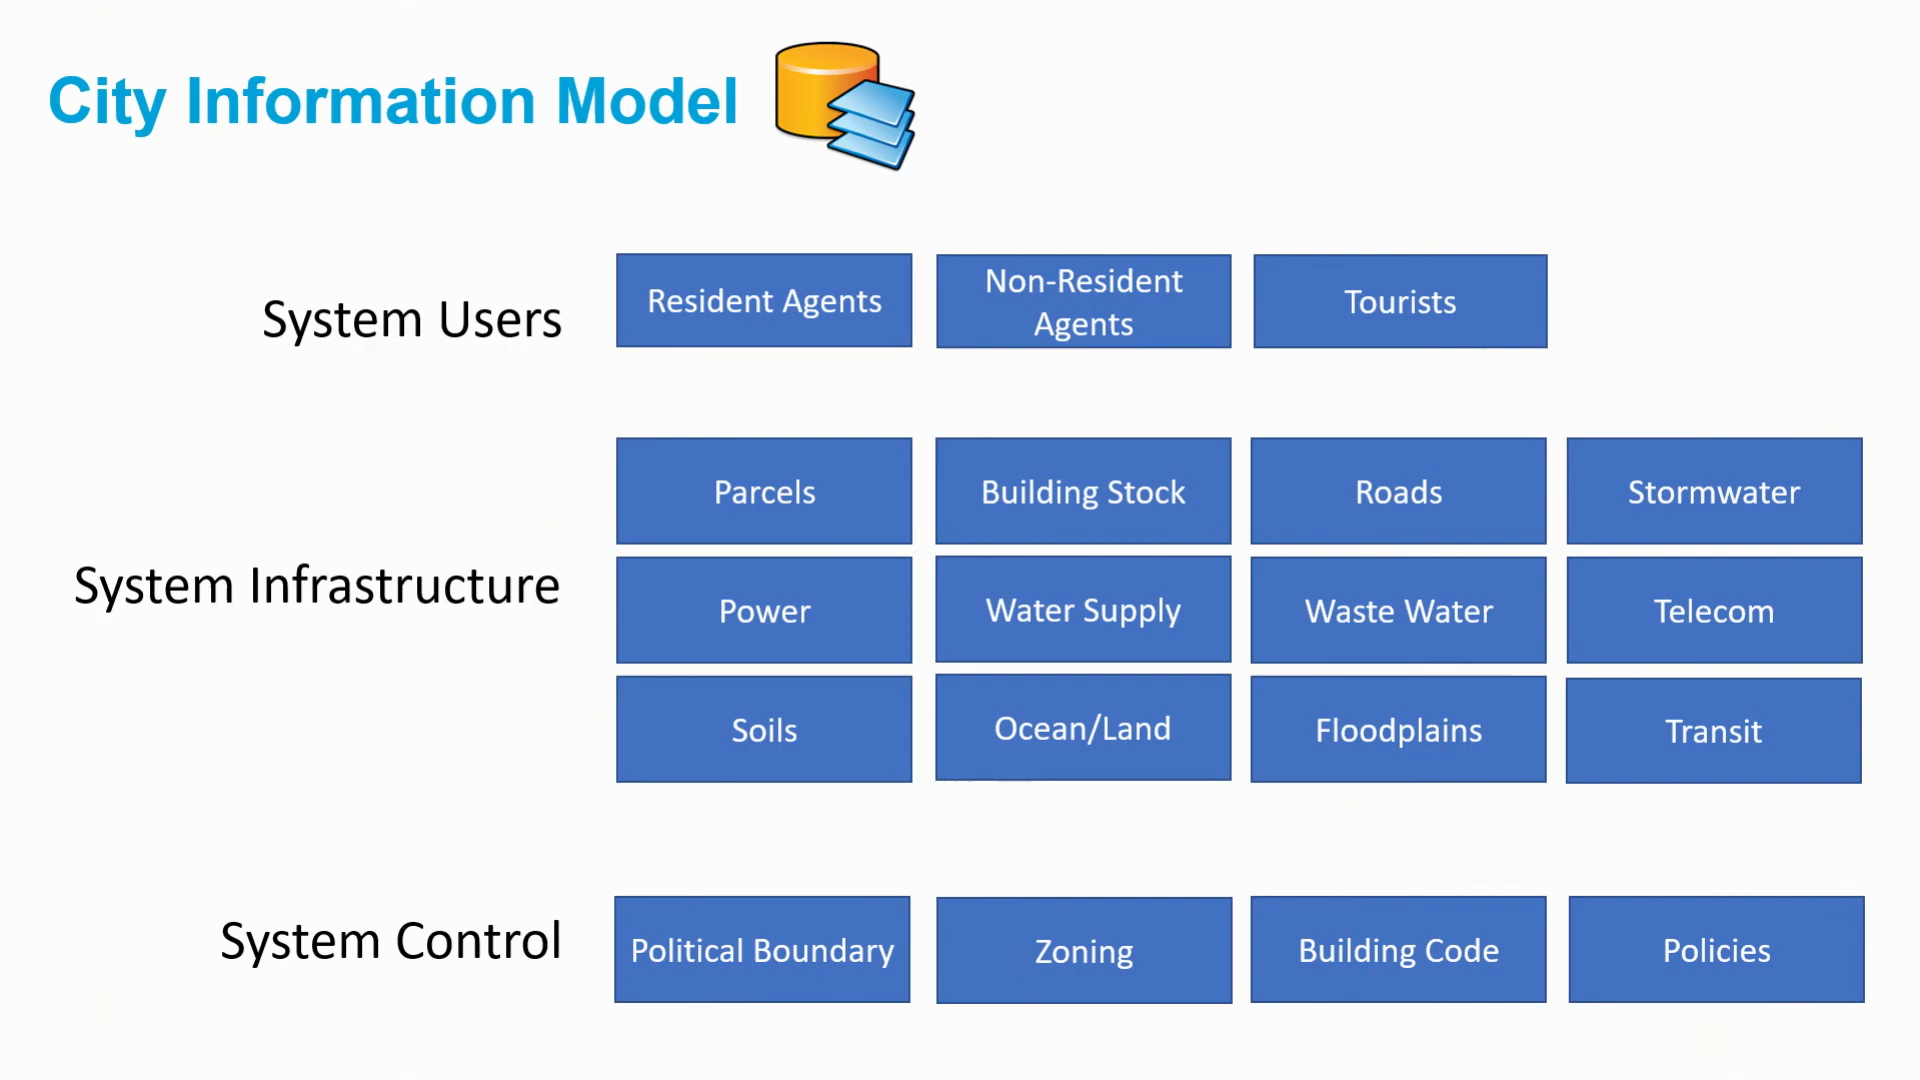 City Information Model
System Users
Resident Agents
Non-Resident
Agents
Tourists
System Infrastructure
Parcels
Building Stock
Roads
Stormwater
Power
Water Supply
Waste Water
Telecom
Soils
Ocean/Land
Floodplains
Transit
System Control
Political Boundary
Zoning
Building Code
Policies